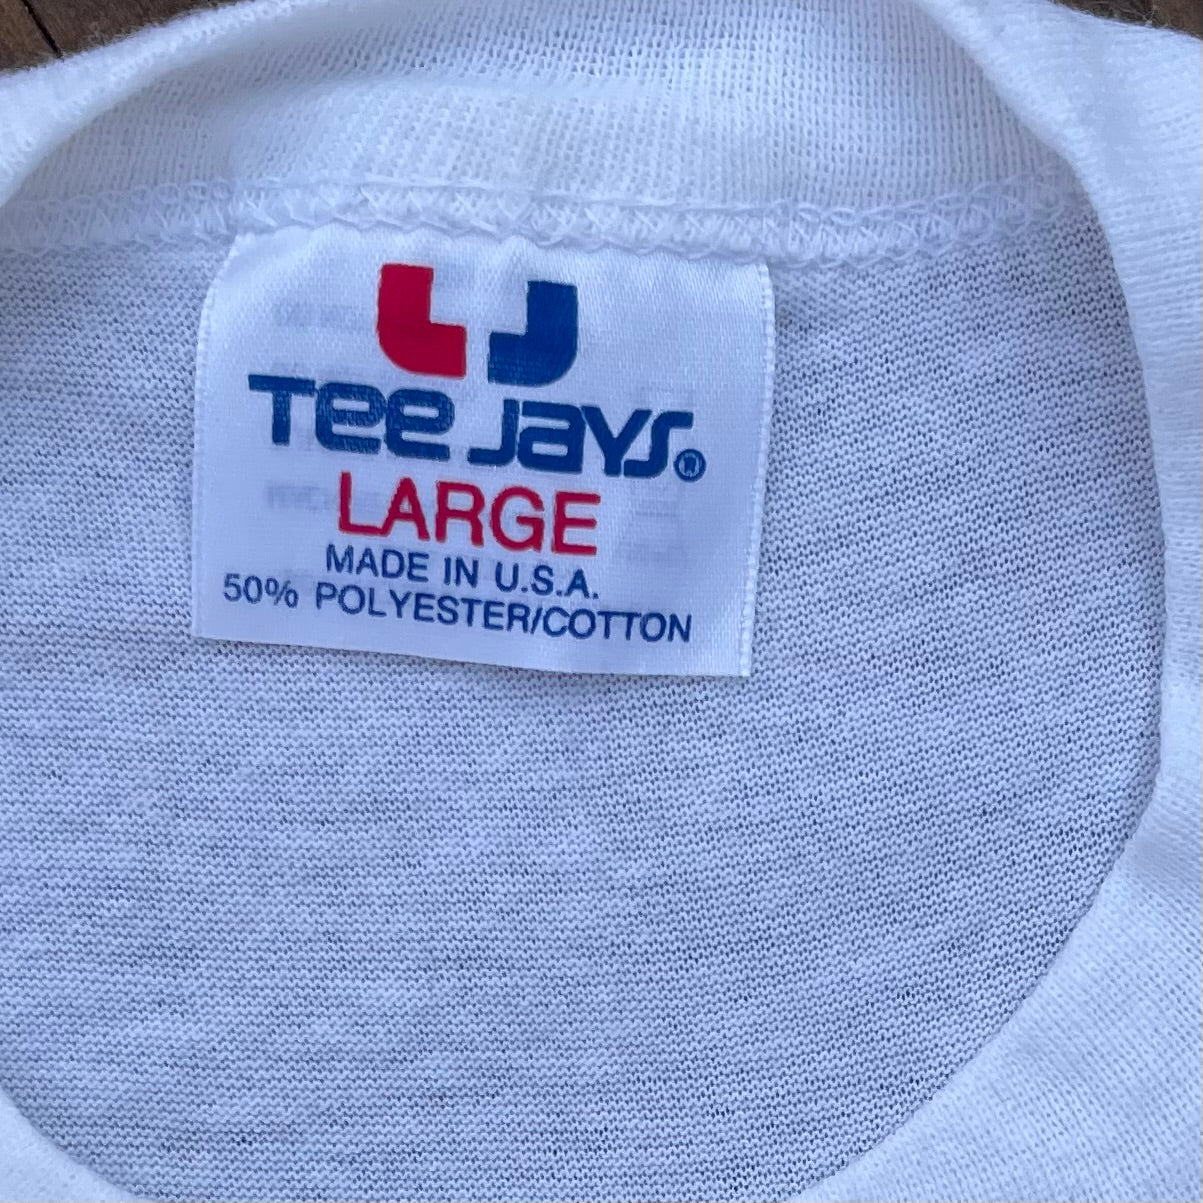 TEE JAYS®
LARGE
MADE IN U.S.A.
50% POLYESTER/COTTON